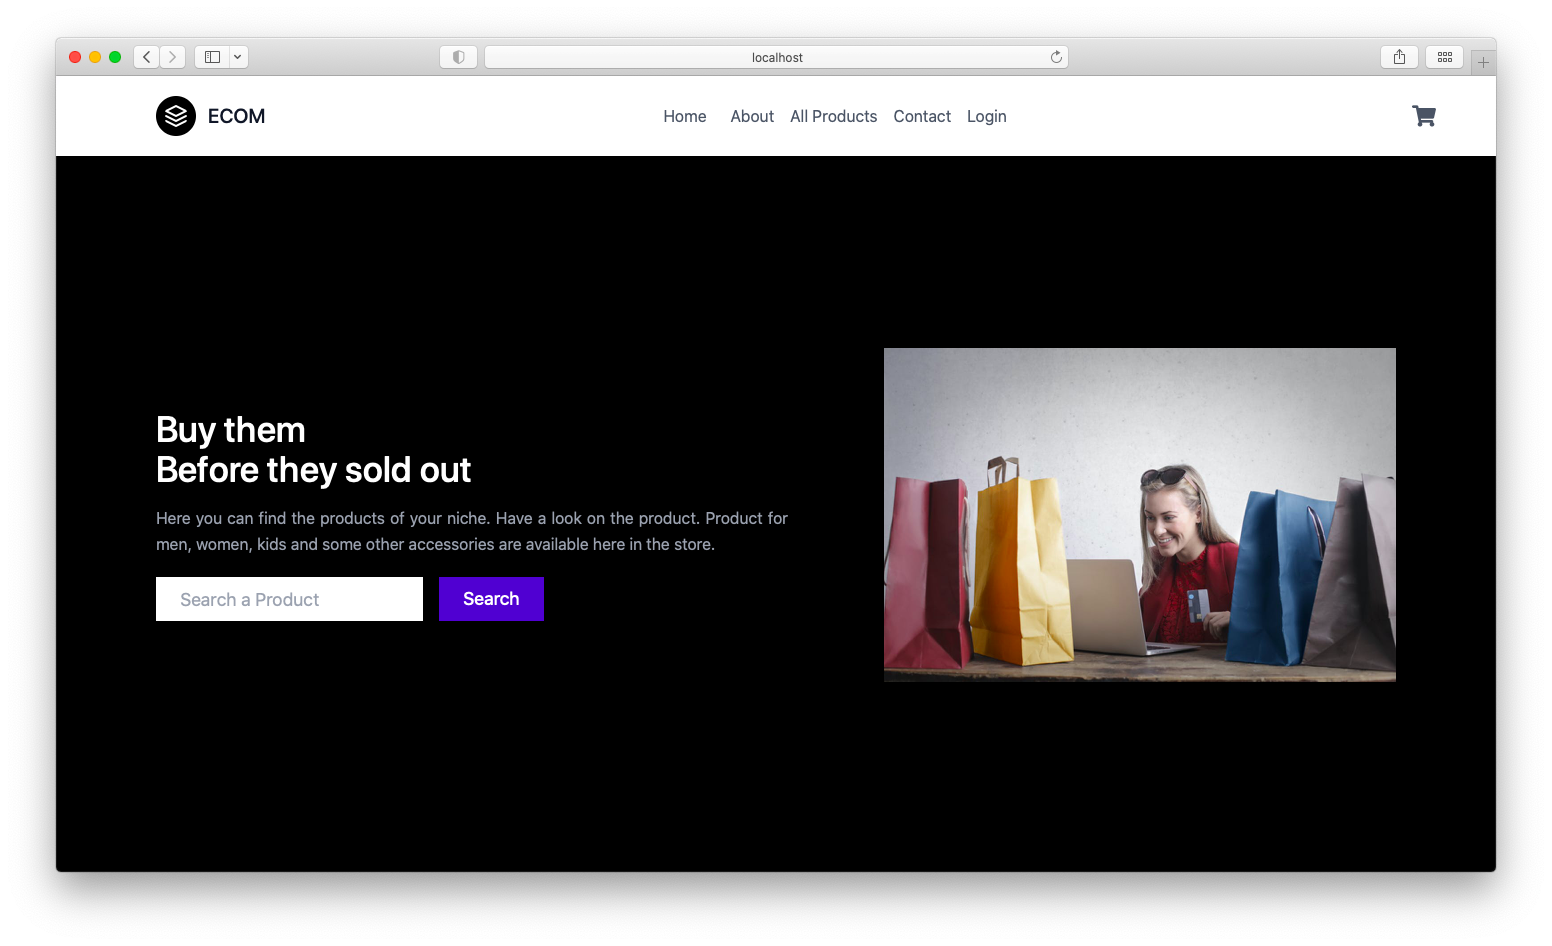 localhost
ECOM
Home About All Products Contact Login
Buy them
Before they sold out
Here you can find the products of your niche. Have a look on the product. Product for
men, women, kids and some other accessories are available here in the store.
Search a Product Search